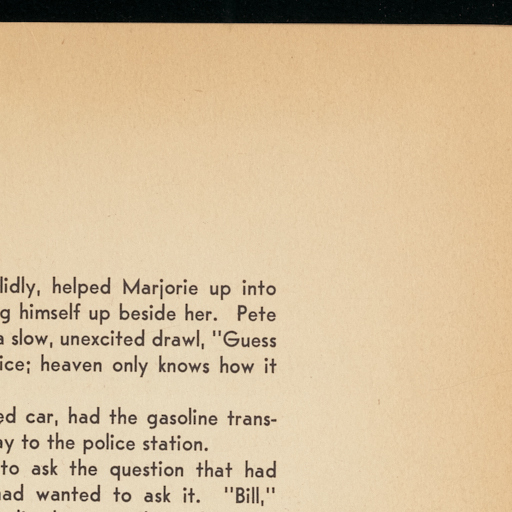 lidly, helped Marjorie up into
g himself up beside her. Pete
a slow, unexcited drawl, "Guess
ice; heaven only knows how it
ed car, had the gasoline trans-
ay to the police station.
to ask the question that had
had wanted to ask it. "Bill,"